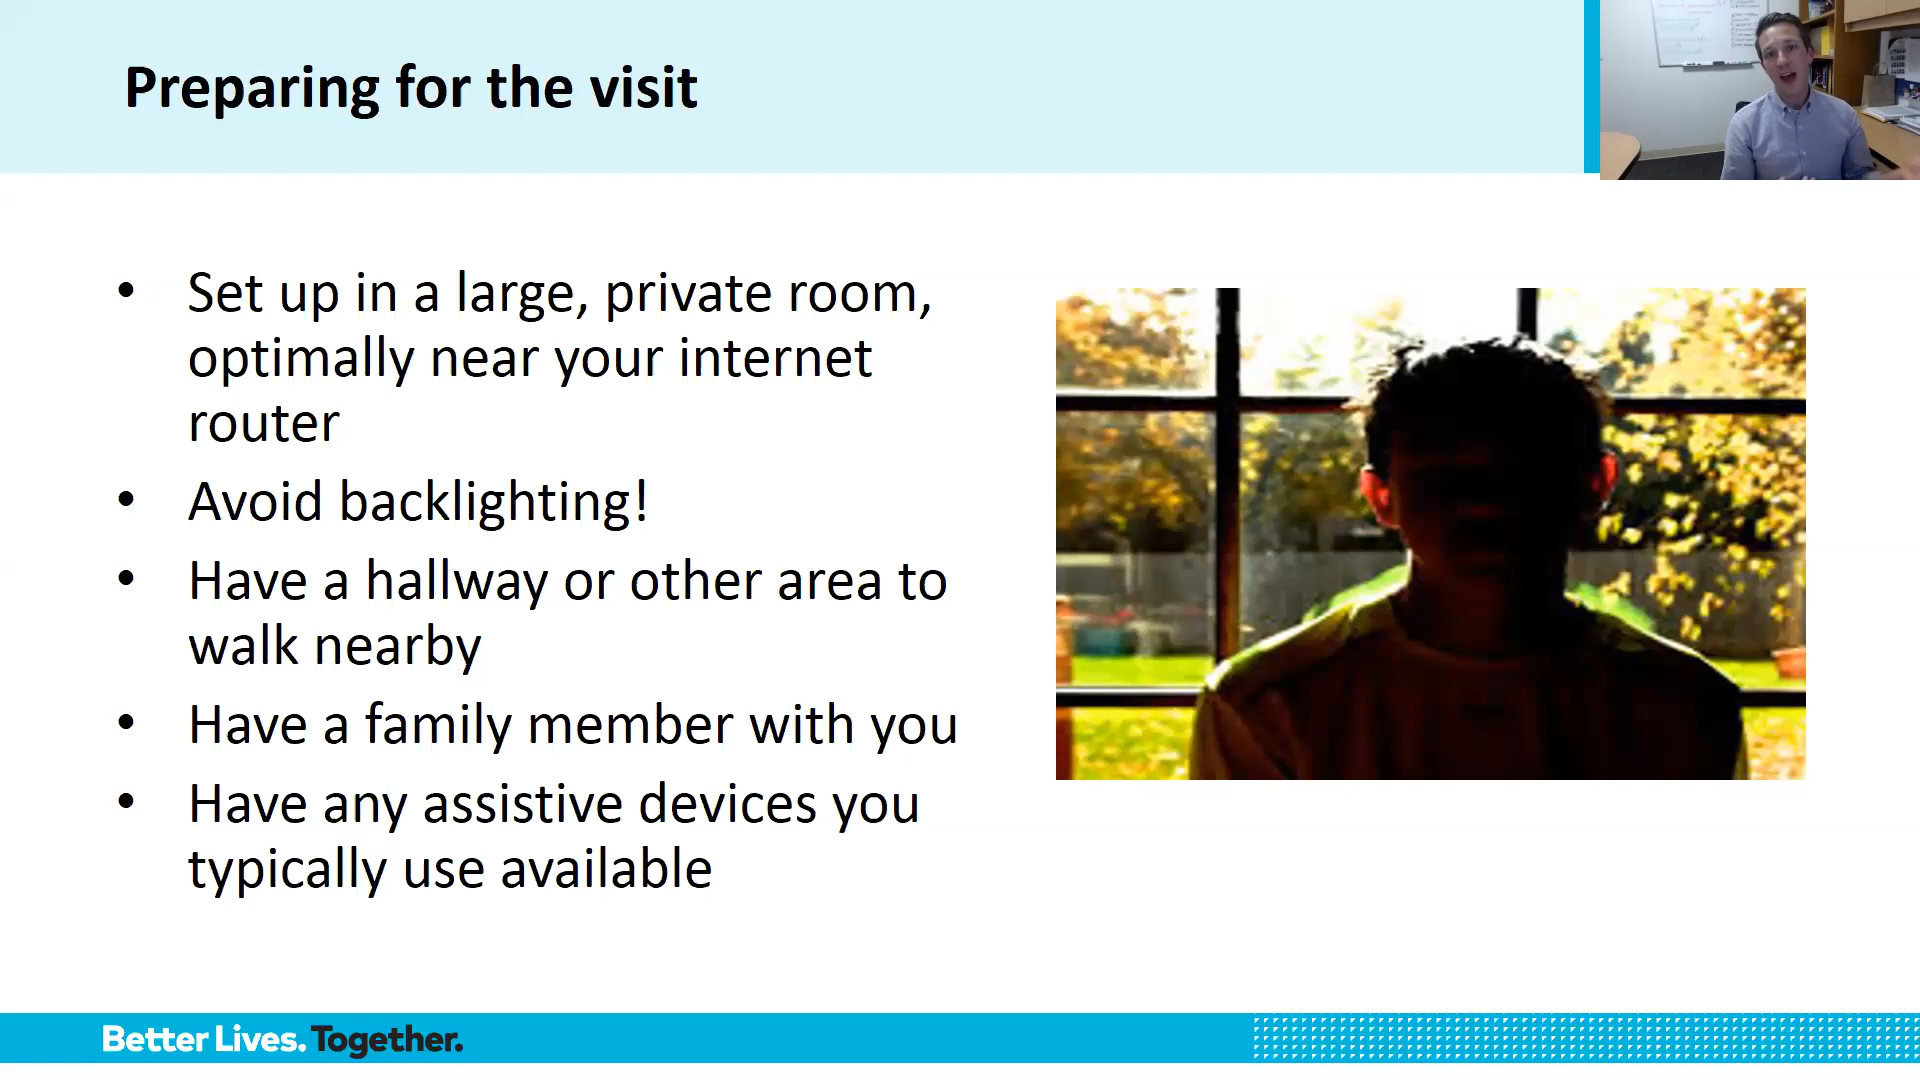 Preparing for the visit
• Set up in a large, private room,
optimally near your internet
router
• Avoid backlighting!
• Have a hallway or other area to
walk nearby
• Have a family member with you
• Have any assistive devices you
typically use available
Better Lives. Together.